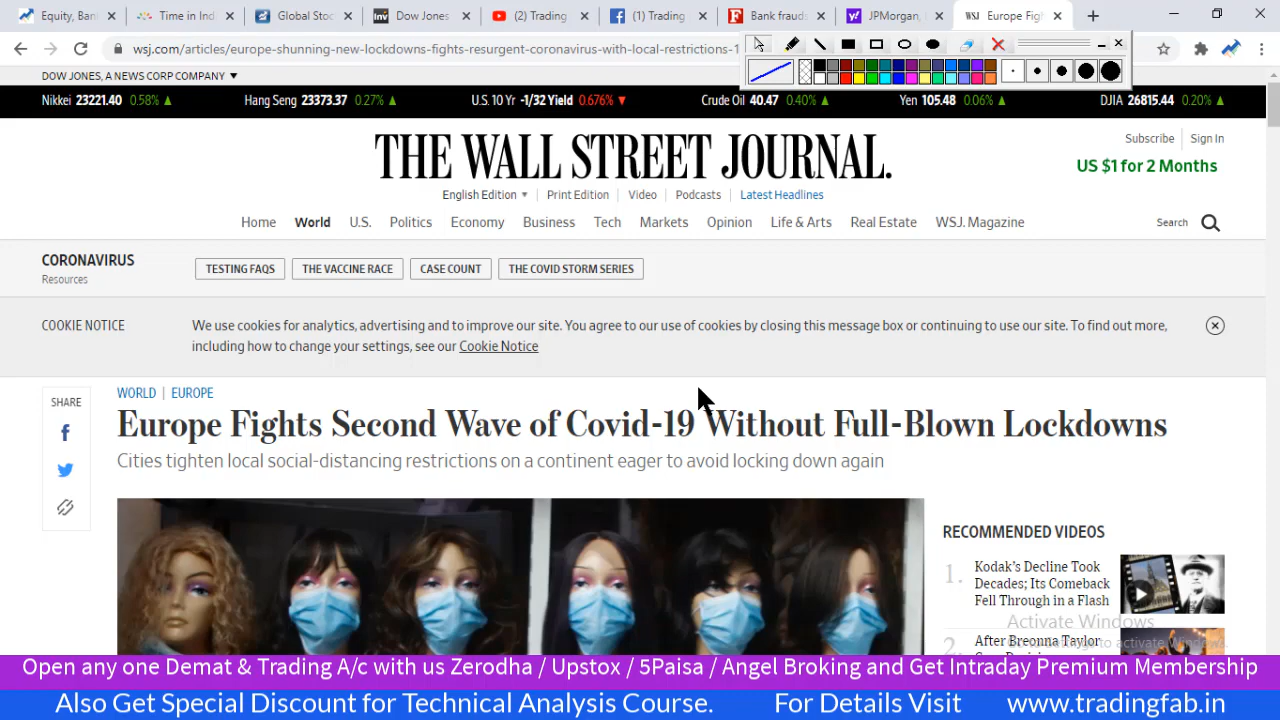 Equity, Ban
Time in Ind
Global Stoc
Dow Jones
(2) Trading
(1) Trading
Bank frauds
JPMorgan,
WSJ
Europe Figh
wsj.com/articles/europe-shunning-new-lockdowns-fights-resurgent-coronavirus-with-local-restrictions-1
DOW JONES, A NEWS CORP COMPANY
Nikkei 23221.40 0.58% ▲
Hang Seng 23373.37 0.27% ▲
U.S. 10 Yr -1/32 Yield 0.676% ▼
Crude Oil 40.47 0.40% ▲
Yen 105.48 0.06% ▲
DJIA 26815.44 0.20% ▲
THE WALL STREET JOURNAL.
Subscribe
Sign In
US $1 for 2 Months
English Edition
Print Edition
Video
Podcasts
Latest Headlines
Home
World
U.S.
Politics
Economy
Business
Tech
Markets
Opinion
Life & Arts
Real Estate
WSJ. Magazine
Search
CORONAVIRUS
Resources
TESTING FAQS
THE VACCINE RACE
CASE COUNT
THE COVID STORM SERIES
COOKIE NOTICE
We use cookies for analytics, advertising and to improve our site. You agree to our use of cookies by closing this message box or continuing to use our site. To find out more,
including how to change your settings, see our Cookie Notice
SHARE
WORLD | EUROPE
Europe Fights Second Wave of Covid-19 Without Full-Blown Lockdowns
Cities tighten local social-distancing restrictions on a continent eager to avoid locking down again
RECOMMENDED VIDEOS
1.
Kodak's Decline Took
Decades; Its Comeback
Fell Through in a Flash
Activate Windows
2.
After Breonna Taylor
to activate Windows.
Open any one Demat & Trading A/c with us Zerodha / Upstox / 5Paisa / Angel Broking and Get Intraday Premium Membership
Also Get Special Discount for Technical Analysis Course.
For Details Visit
www.tradingfab.in